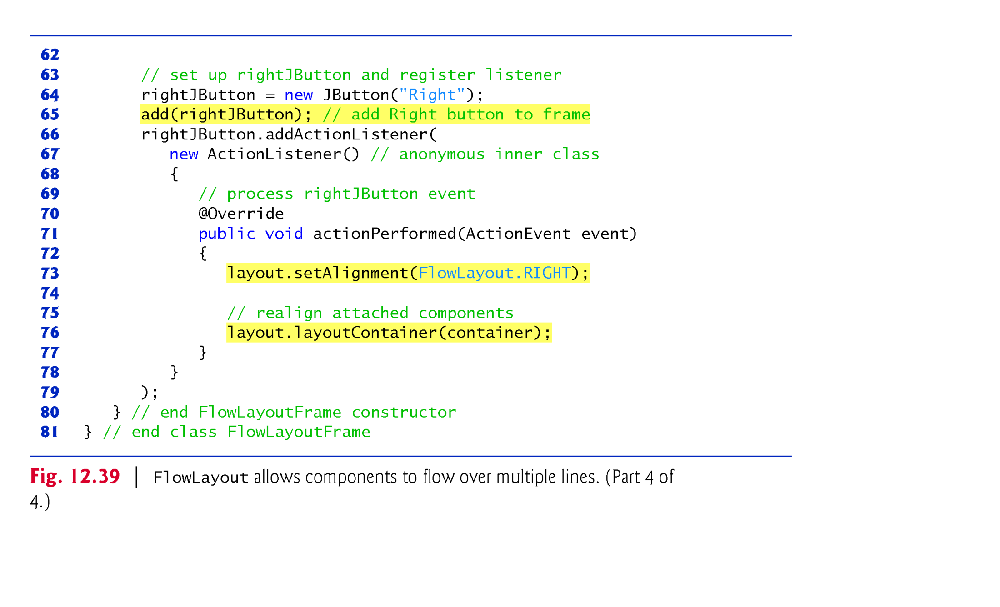 62
63 // set up rightJButton and register listener
64 rightJButton = new JButton("Right");
65 add(rightJButton); // add Right button to frame
66 rightJButton.addActionListener(
67 new ActionListener() // anonymous inner class
68 {
69 // process rightJButton event
70 @Override
71 public void actionPerformed(ActionEvent event)
72 {
73 layout.setAlignment(FlowLayout.RIGHT);
74
75 // realign attached components
76 layout.layoutContainer(container);
77 }
78 }
79 );
80 } // end FlowLayoutFrame constructor
81 } // end class FlowLayoutFrame
Fig. 12.39 | FlowLayout allows components to flow over multiple lines. (Part 4 of
4.)